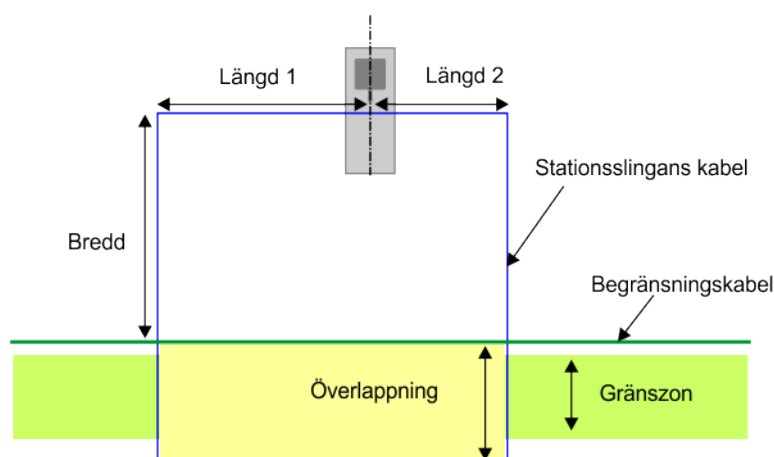 Längd 1
Längd 2
Stationsslingans kabel
Bredd
Begränsningskabel
Överlappning
Gränszon